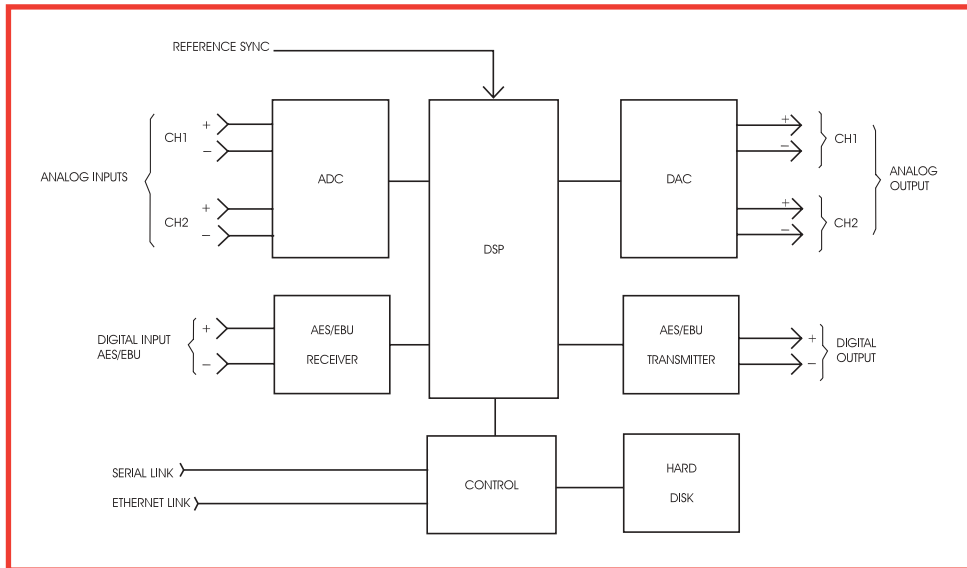 REFERENCE SYNC
ANALOG INPUTS
CH1
+
–
CH2
+
–
ADC
DSP
DAC
+
–
CH1
+
–
CH2
ANALOG
OUTPUT
DIGITAL INPUT
AES/EBU
+
–
AES/EBU
RECEIVER
AES/EBU
TRANSMITTER
+
–
DIGITAL
OUTPUT
SERIAL LINK
ETHERNET LINK
CONTROL
HARD
DISK